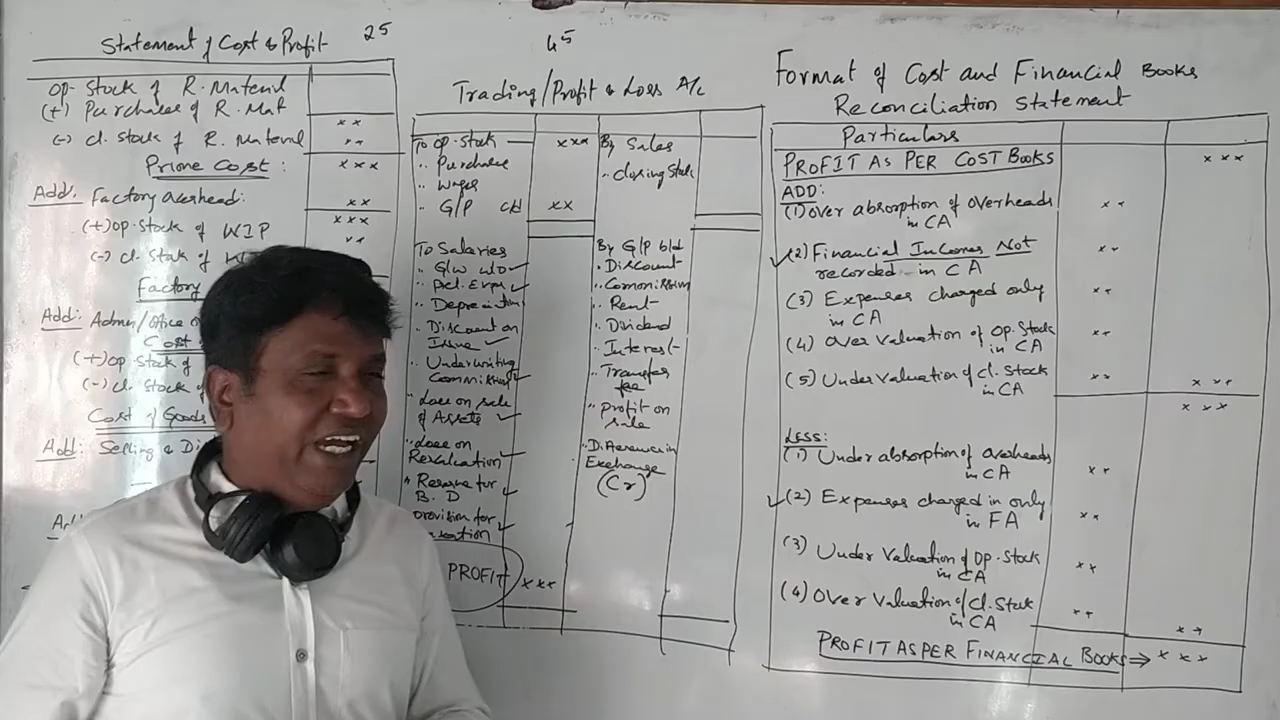 Statement of Cost & Profit 25
Op. Stock of R. Material
(+) Purchases of R. Mat
x x
(-) cl. Stock of R. Material
x x
Prime Cost: x x x
Add: Factory overhead: x x
x x x
(+) op. Stock of WIP
x x
(-) cl. Stock of
Factory
Add: Admin/office
Cost
(+) op Stock of
(-) cl. Stock of
Cost of Goods
Add: Selling & Di
45
Trading/Profit & Loss A/c
To op. stock x x x By Sales
" Purchase " closing Stock
" Wages
" G/P c/d x x
To Salaries By G/P b/d
" G/w w/o " Discount
" Pel. Exps " Commission
" Depreciation " Rent
" Discount on " Dividend
Issue " Interest
" Underwriting " Transfer
Commission fee
" Loss on sale " profit on
of Assets sale
" Loss on " Difference in
Revaluation Exchange
" Reserve for (Cr)
B. D
provision for
PROFIT x x x
Format of Cost and Financial Books
Reconciliation Statement
Particulars
PROFIT AS PER COST BOOKS x x x
ADD:
(1) Over absorption of overheads x x
in CA
(2) Financial Incomes Not x x
recorded in CA
(3) Expenses charged only x x
in CA
(4) Over Valuation of Op. Stock x x
in CA
(5) Under Valuation of cl. Stock x x x x x
in CA
x x x
LESS:
(1) Under absorption of overheads
in CA x x
(2) Expenses charged in only
in FA x x
(3) Under Valuation of Op. Stock
in CA x x
(4) Over Valuation of Cl. Stock
in CA x x
x x
PROFIT AS PER FINANCIAL BOOKS ⇒ x x x